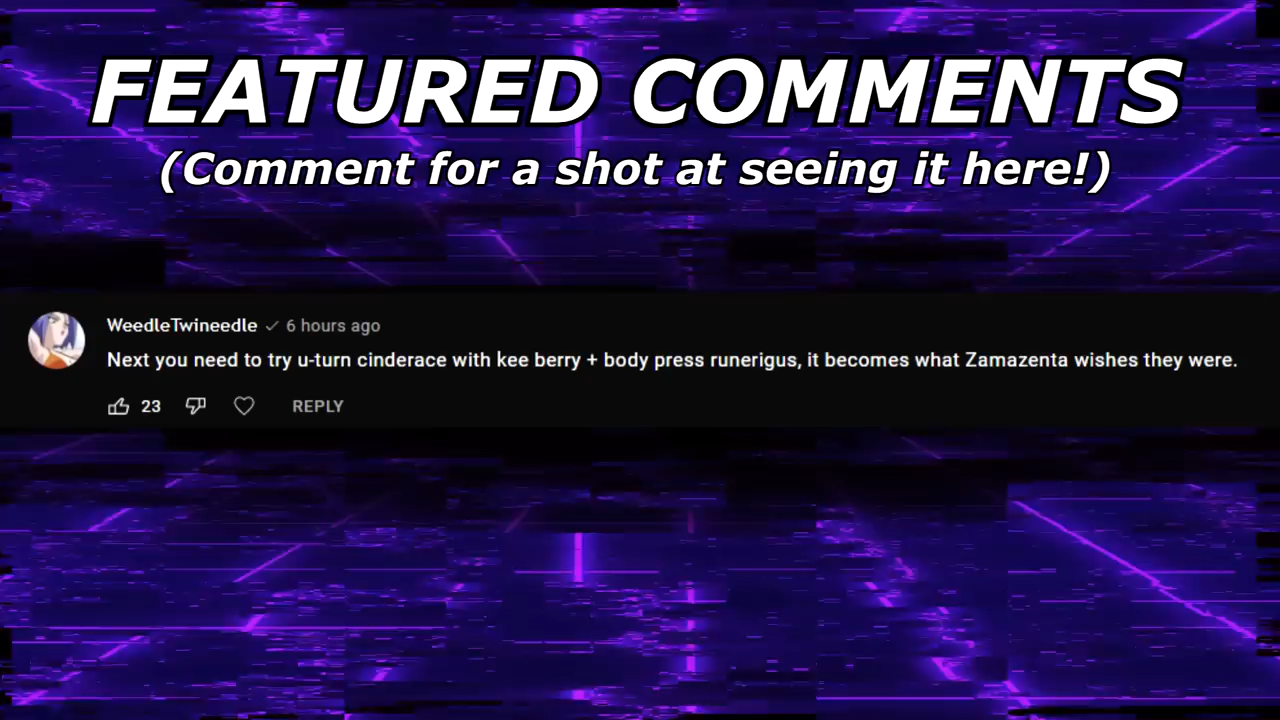 FEATURED COMMENTS
(Comment for a shot at seeing it here!)
WeedleTwineedle 6 hours ago
Next you need to try u-turn cinderace with kee berry + body press runerigus, it becomes what Zamazenta wishes they were.
23 REPLY